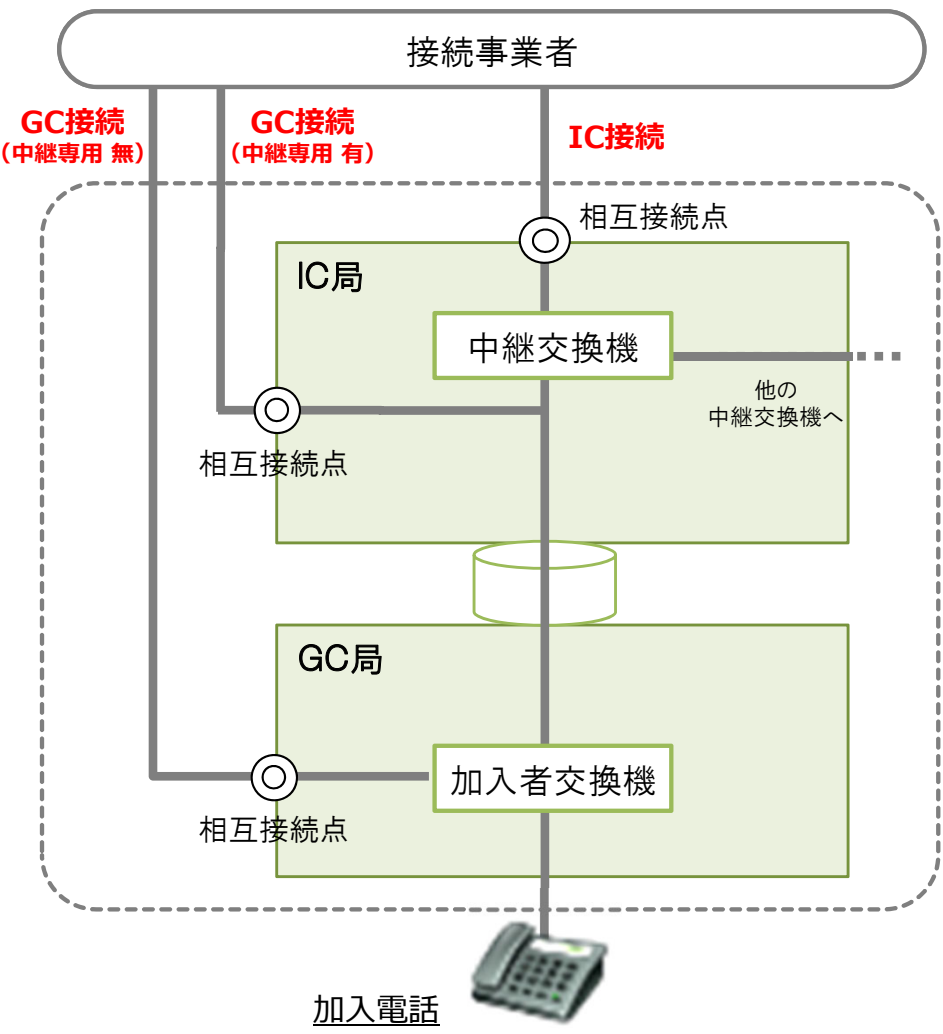 接続事業者
GC接続
（中継専用 無）
GC接続
（中継専用 有）
IC接続
相互接続点
IC局
中継交換機
他の
中継交換機へ
相互接続点
GC局
加入者交換機
相互接続点
加入電話